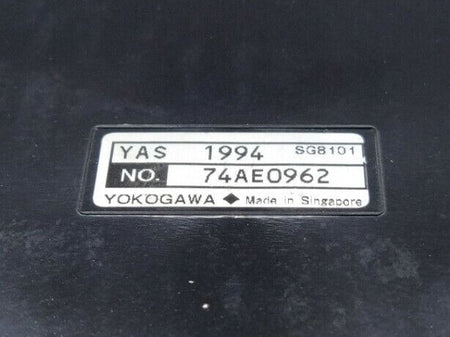 YAS 1994 SG8101
NO. 74AE0962
YOKOGAWA ◆ Made in Singapore